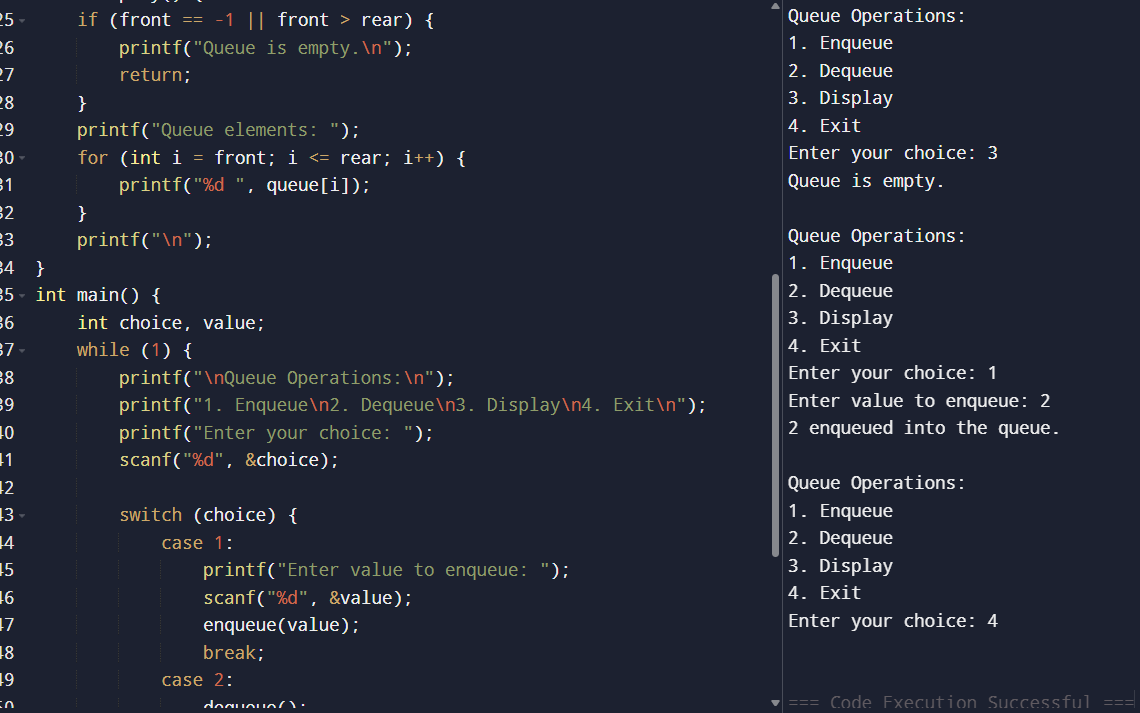 25 if (front == -1 || front > rear) {
26 printf("Queue is empty.\n");
27 return;
28 }
29 printf("Queue elements: ");
30 for (int i = front; i <= rear; i++) {
31 printf("%d ", queue[i]);
32 }
33 printf("\n");
34 }
35 int main() {
36 int choice, value;
37 while (1) {
38 printf("\nQueue Operations:\n");
39 printf("1. Enqueue\n2. Dequeue\n3. Display\n4. Exit\n");
40 printf("Enter your choice: ");
41 scanf("%d", &choice);
42
43 switch (choice) {
44 case 1:
45 printf("Enter value to enqueue: ");
46 scanf("%d", &value);
47 enqueue(value);
48 break;
49 case 2:
50 dequeue();
Queue Operations:
1. Enqueue
2. Dequeue
3. Display
4. Exit
Enter your choice: 3
Queue is empty.

Queue Operations:
1. Enqueue
2. Dequeue
3. Display
4. Exit
Enter your choice: 1
Enter value to enqueue: 2
2 enqueued into the queue.

Queue Operations:
1. Enqueue
2. Dequeue
3. Display
4. Exit
Enter your choice: 4

=== Code Execution Successful ===